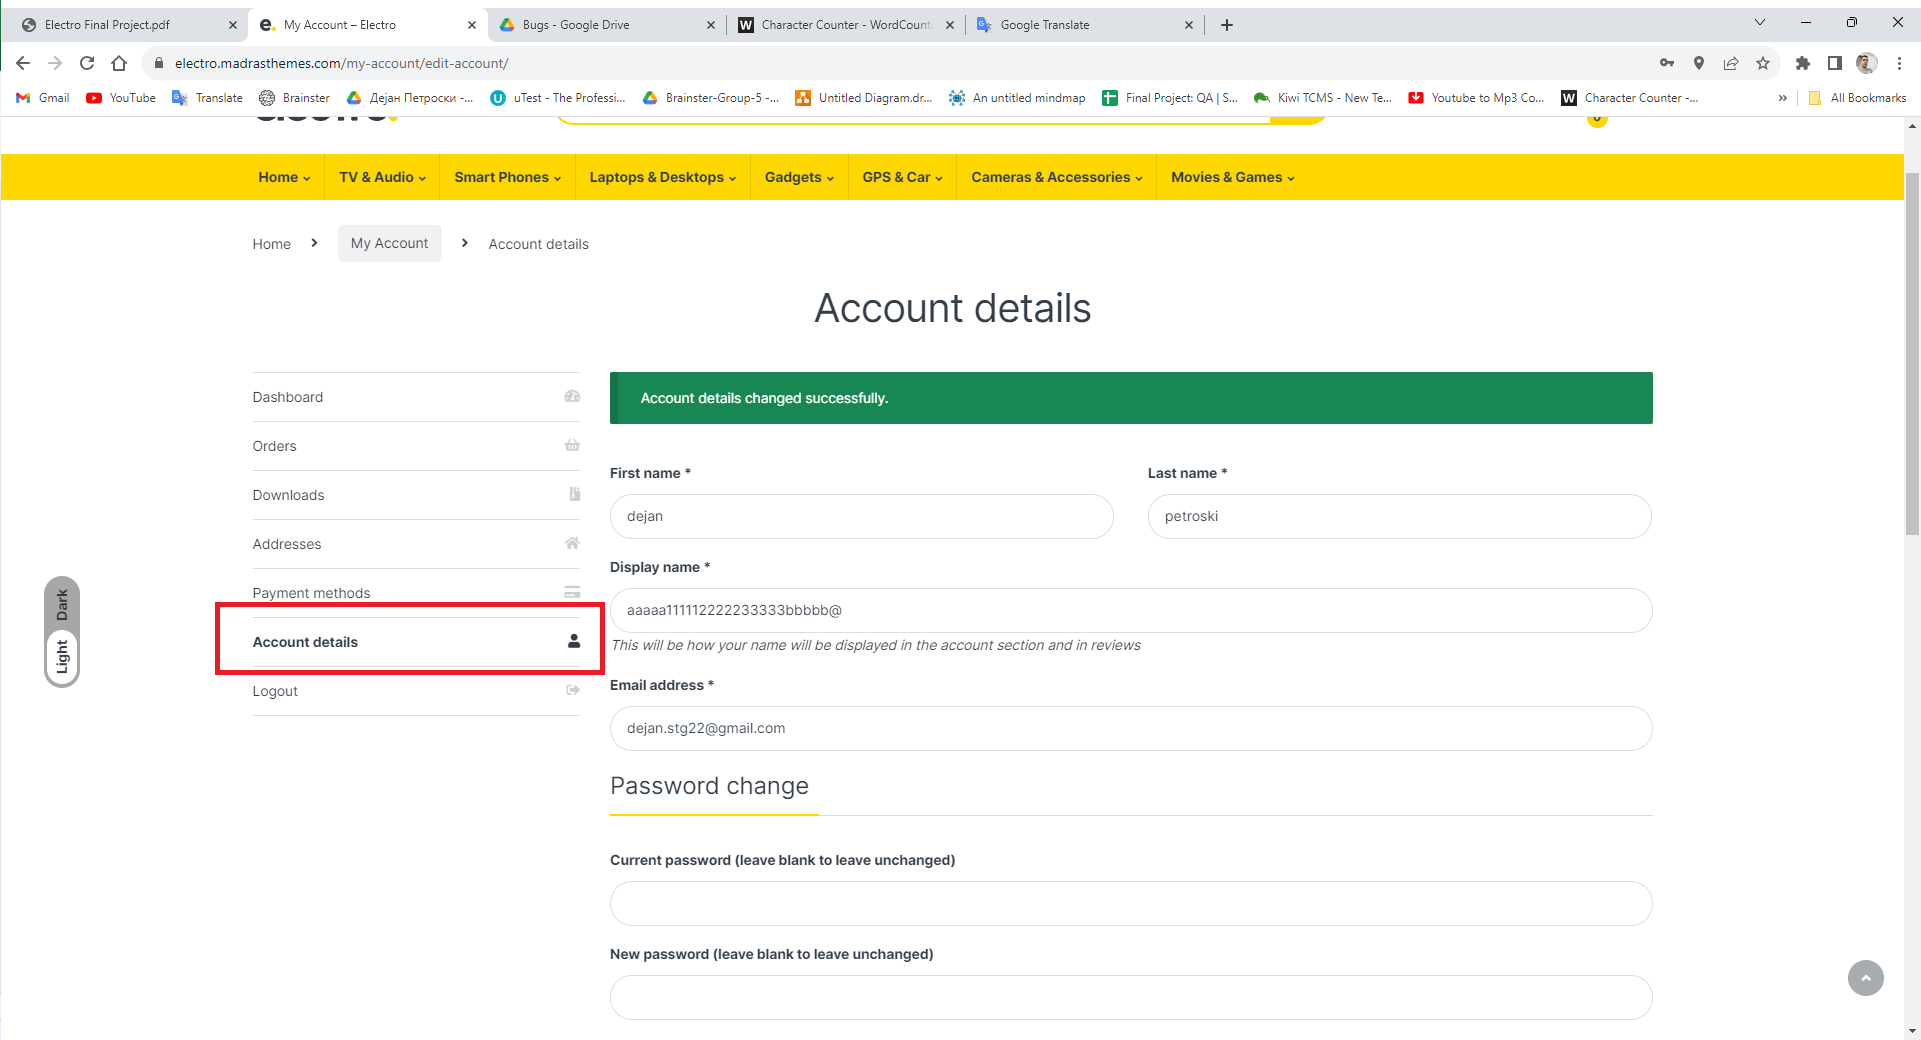 Electro Final Project.pdf
My Account – Electro
Bugs - Google Drive
Character Counter - WordCount
Google Translate
electro.madrasthemes.com/my-account/edit-account/
Gmail
YouTube
Translate
Brainster
Дејан Петроски -...
uTest - The Professi...
Brainster-Group-5 -...
Untitled Diagram.dr...
An untitled mindmap
Final Project: QA | S...
Kiwi TCMS - New Te...
Youtube to Mp3 Co...
Character Counter -...
»
All Bookmarks
Home
TV & Audio
Smart Phones
Laptops & Desktops
Gadgets
GPS & Car
Cameras & Accessories
Movies & Games
Home
My Account
Account details
Account details
Dashboard
Orders
Downloads
Addresses
Payment methods
Account details
Logout
Dark
Light
Account details changed successfully.
First name *
Last name *
dejan
petroski
Display name *
aaaaa111112222233333bbbbb@
This will be how your name will be displayed in the account section and in reviews
Email address *
dejan.stg22@gmail.com
Password change
Current password (leave blank to leave unchanged)
New password (leave blank to leave unchanged)